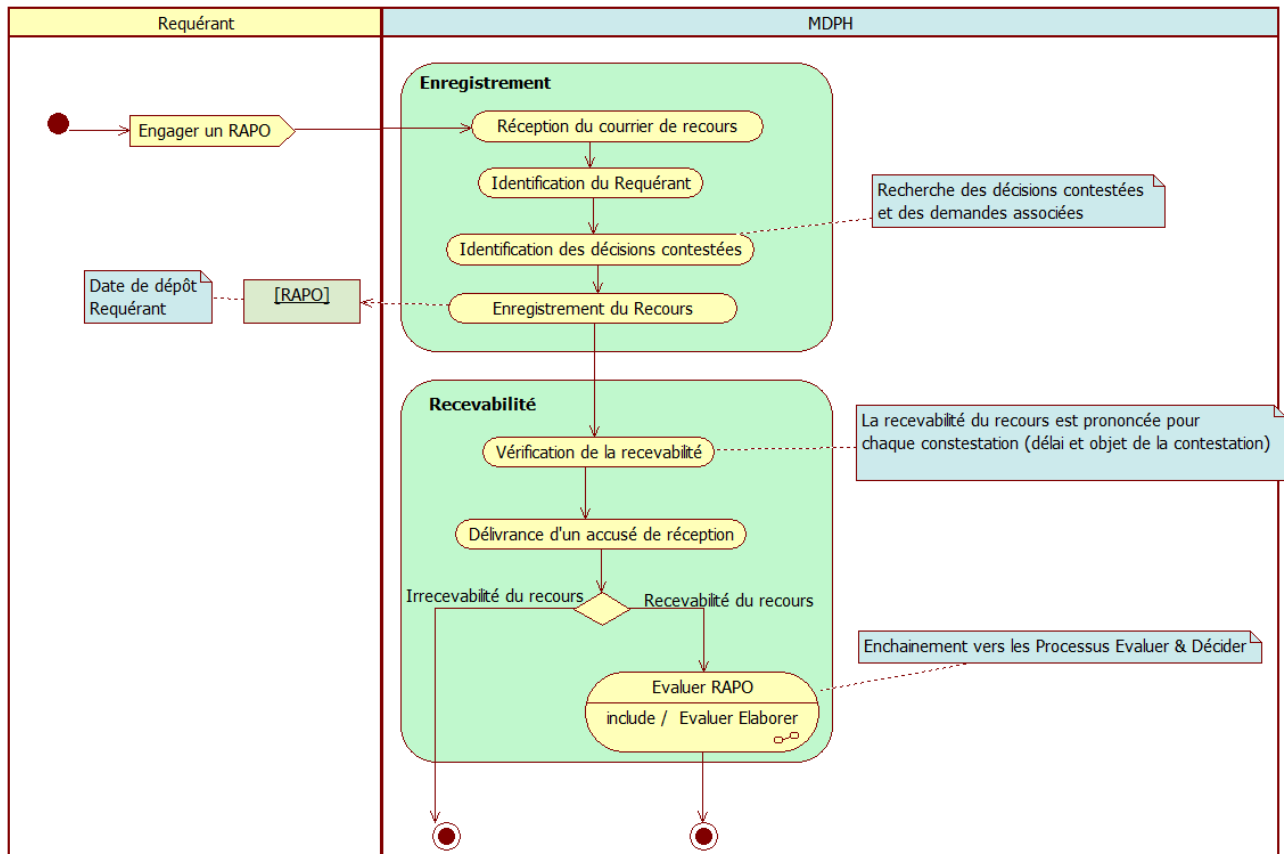 Requérant
MDPH
Enregistrement
Engager un RAPO
Réception du courrier de recours
Identification du Requérant
Recherche des décisions contestées
et des demandes associées
Identification des décisions contestées
Date de dépôt
Requérant
[RAPO]
Enregistrement du Recours
Recevabilité
La recevabilité du recours est prononcée pour
chaque constestation (délai et objet de la contestation)
Vérification de la recevabilité
Délivrance d'un accusé de réception
Irrecevabilité du recours
Recevabilité du recours
Enchainement vers les Processus Evaluer & Décider
Evaluer RAPO
include / Evaluer Elaborer